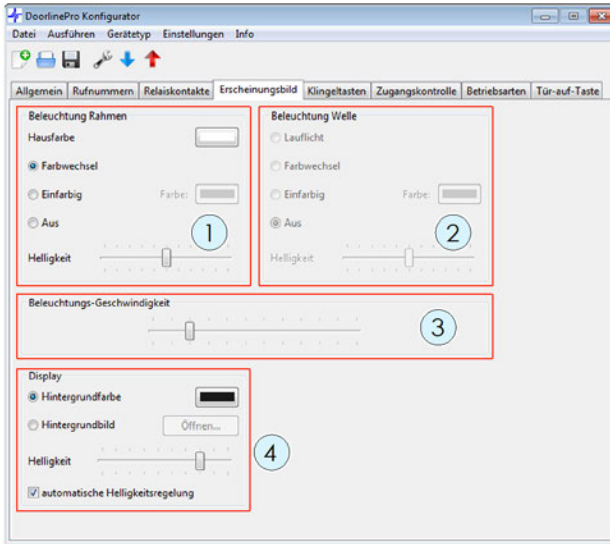 DoorlinePro Konfigurator
Datei Ausführen Gerätetyp Einstellungen Info
Allgemein Rufnummern Relaiskontakte Erscheinungsbild Klingeltasten Zugangskontrolle Betriebsarten Tür-auf-Taste
Beleuchtung Rahmen
Hausfarbe
Farbwechsel
Einfarbig Farbe:
Aus
1
Helligkeit
Beleuchtung Welle
Lauflicht
Farbwechsel
Einfarbig Farbe:
Aus
2
Helligkeit
Beleuchtungs-Geschwindigkeit
3
Display
Hintergrundfarbe
Hintergrundbild Öffnen...
4
Helligkeit
automatische Helligkeitsregelung